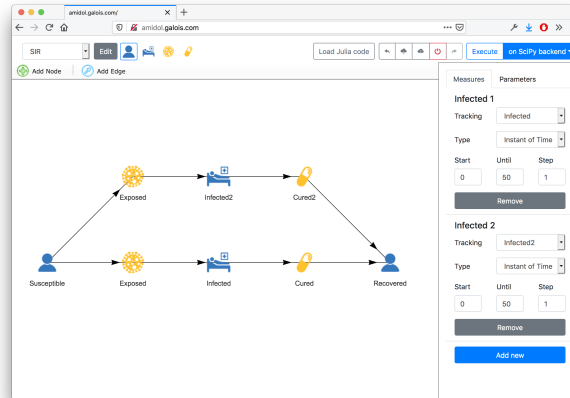 amidol.galois.com/
amidol.galois.com
SIR
Edit
Load Julia code
Execute
on SciPy backend
Add Node
Add Edge
Measures
Parameters
Infected 1
Tracking
Infected
Type
Instant of Time
Start
Until
Step
0
50
1
Remove
Infected 2
Tracking
Infected2
Type
Instant of Time
Start
Until
Step
0
50
1
Remove
Add new
Exposed
Infected2
Cured2
Susceptible
Exposed
Infected
Cured
Recovered